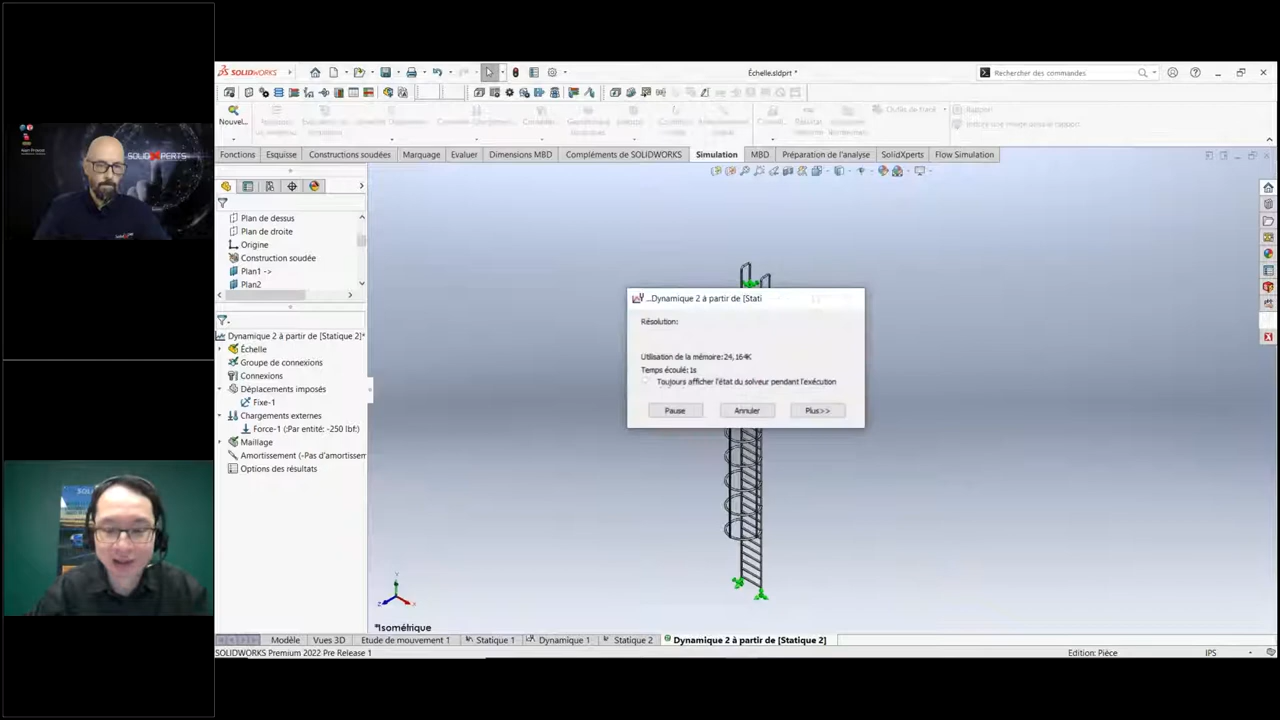 SOLIDXPERTS
SOLIDWORKS
Échelle.sldprt *
Rechercher des commandes
Nouvel...
Fonctions
Esquisse
Constructions soudées
Marquage
Evaluer
Dimensions MBD
Compléments de SOLIDWORKS
Simulation
MBD
Préparation de l'analyse
SolidXperts
Flow Simulation
Plan de dessus
Plan de droite
Origine
Construction soudée
Plan1 ->
Plan2
Dynamique 2 à partir de [Statique 2]*
Échelle
Groupe de connexions
Connexions
Déplacements imposés
Fixe-1
Chargements externes
Force-1 (:Par entité: -250 lbf:)
Maillage
Amortissement (-Pas d'amortissem
Options des résultats
...Dynamique 2 à partir de [Stati
Résolution:
Utilisation de la mémoire:24,164K
Temps écoulé:1s
Toujours afficher l'état du solveur pendant l'exécution
Pause
Annuler
Plus>>
Y
X
Z
*Isométrique
Modèle
Vues 3D
Etude de mouvement 1
Statique 1
Dynamique 1
Statique 2
Dynamique 2 à partir de [Statique 2]
SOLIDWORKS Premium 2022 Pre Release 1
Edition: Pièce
IPS